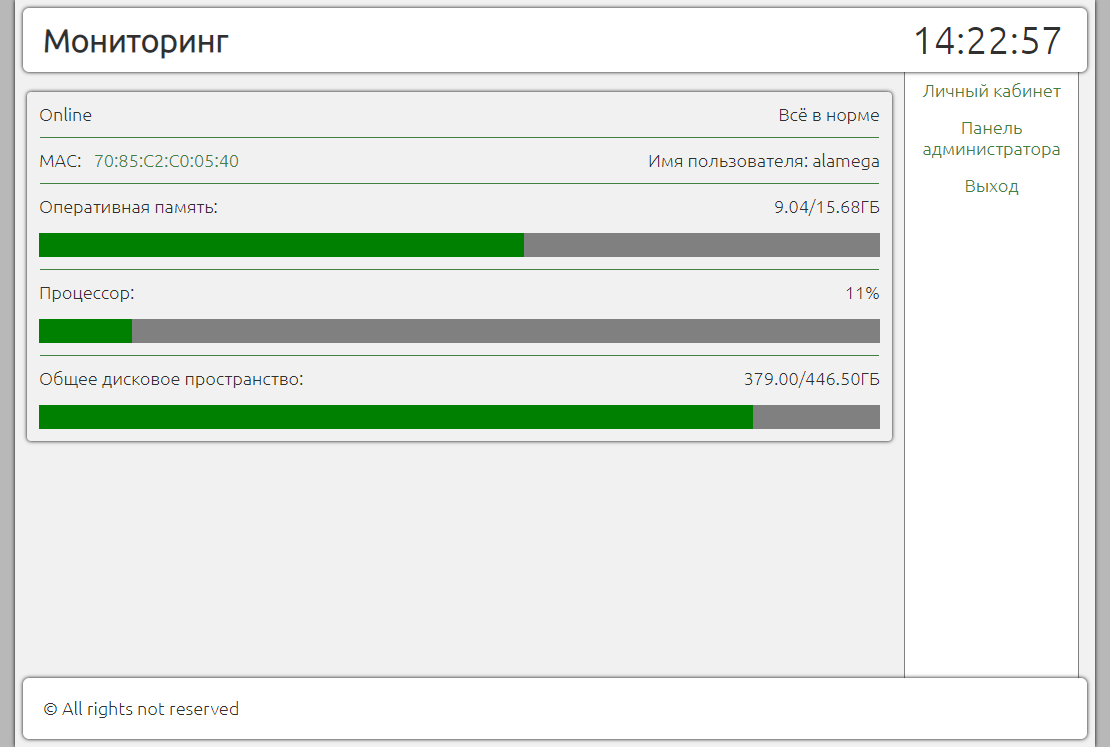 Мониторинг
14:22:57
Личный кабинет
Панель
администратора
Выход
Online
Всё в норме
MAC: 70:85:C2:C0:05:40
Имя пользователя: alamega
Оперативная память:
9.04/15.68ГБ
Процессор:
11%
Общее дисковое пространство:
379.00/446.50ГБ
© All rights not reserved